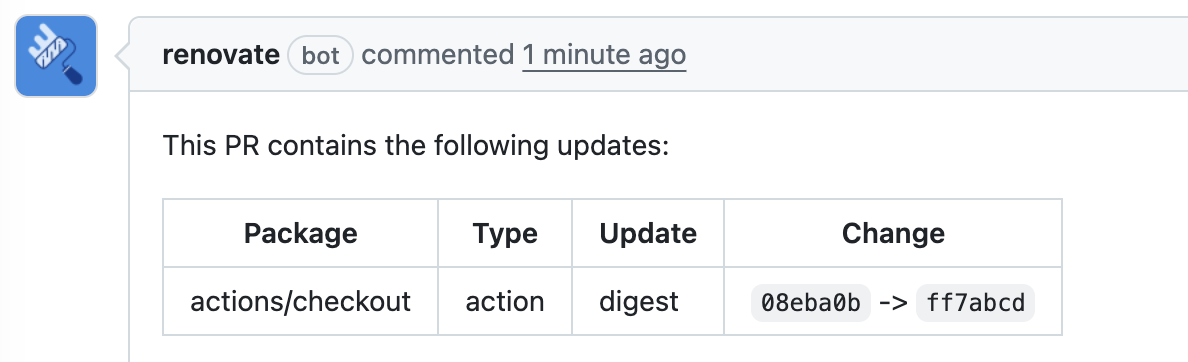 renovate bot commented 1 minute ago
This PR contains the following updates:
Package Type Update Change
actions/checkout action digest 08eba0b -> ff7abcd